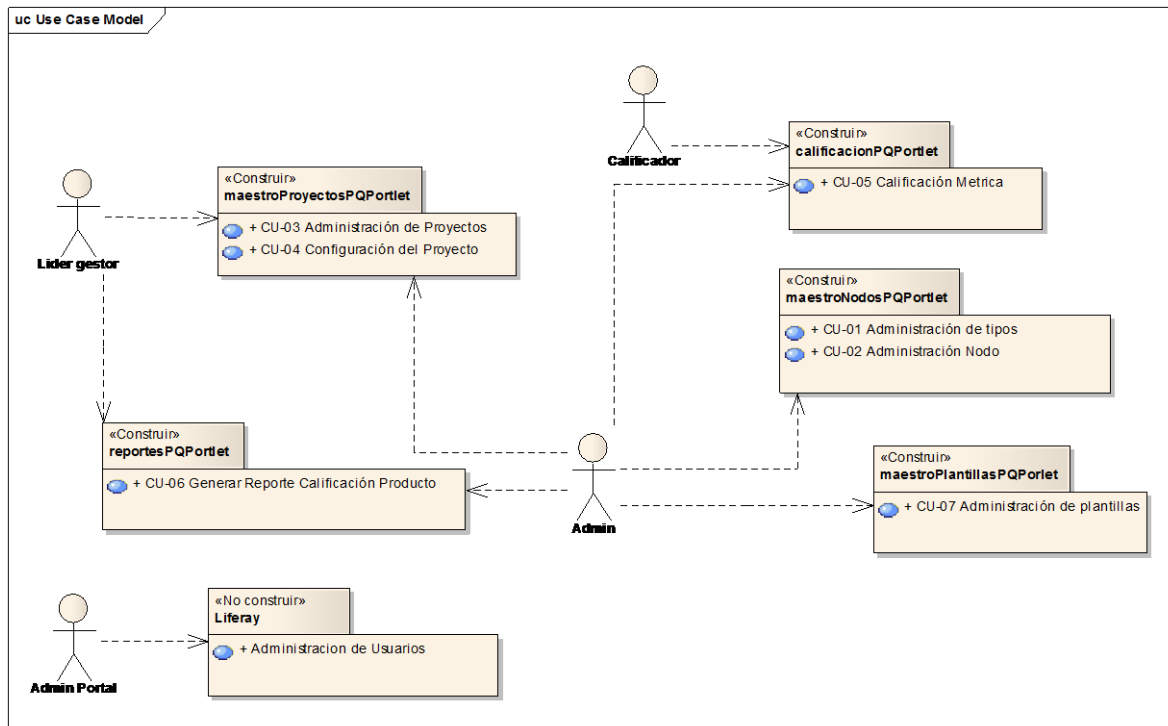 uc Use Case Model
Calificador
«Construir»
calificacionPQPortlet
+ CU-05 Calificación Metrica
Lider gestor
«Construir»
maestroProyectosPQPortlet
+ CU-03 Administración de Proyectos
+ CU-04 Configuración del Proyecto
«Construir»
maestroNodosPQPortlet
+ CU-01 Administración de tipos
+ CU-02 Administración Nodo
«Construir»
reportesPQPortlet
+ CU-06 Generar Reporte Calificación Producto
Admin
«Construir»
maestroPlantillasPQPorlet
+ CU-07 Administración de plantillas
Admin Portal
«No construir»
Liferay
+ Administracion de Usuarios